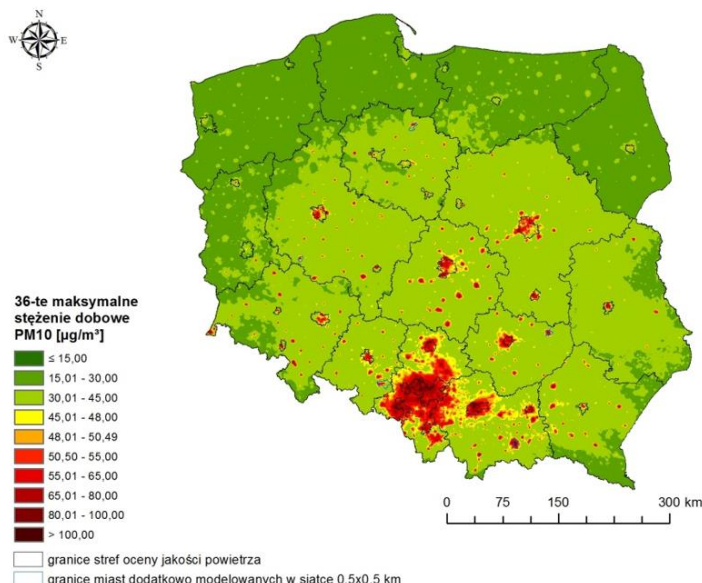 N
W E
S
36-te maksymalne
stężenie dobowe
PM10 [µg/m³]
≤ 15,00
15,01 - 30,00
30,01 - 45,00
45,01 - 48,00
48,01 - 50,49
50,50 - 55,00
55,01 - 65,00
65,01 - 80,00
80,01 - 100,00
> 100,00
0 75 150 300 km
granice stref oceny jakości powietrza
granice miast dodatkowo modelowanych w siatce 0,5x0,5 km